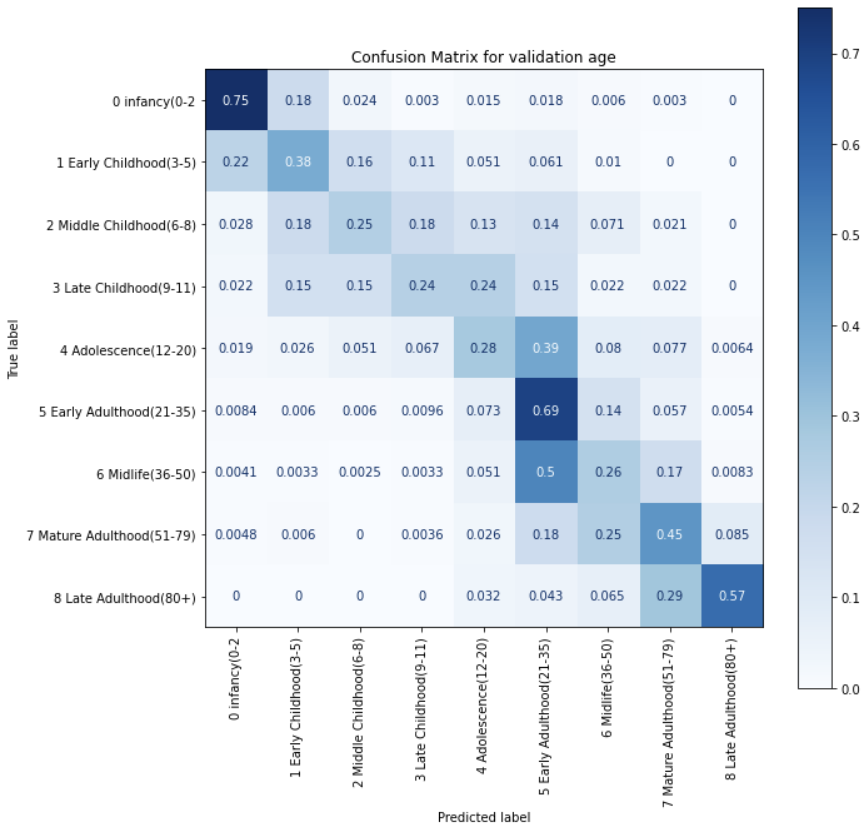 Confusion Matrix for validation age
True label
0 infancy(0-2 0.75 0.18 0.024 0.003 0.015 0.018 0.006 0.003 0
1 Early Childhood(3-5) 0.22 0.38 0.16 0.11 0.051 0.061 0.01 0 0
2 Middle Childhood(6-8) 0.028 0.18 0.25 0.18 0.13 0.14 0.071 0.021 0
3 Late Childhood(9-11) 0.022 0.15 0.15 0.24 0.24 0.15 0.022 0.022 0
4 Adolescence(12-20) 0.019 0.026 0.051 0.067 0.28 0.39 0.08 0.077 0.0064
5 Early Adulthood(21-35) 0.0084 0.006 0.006 0.0096 0.073 0.69 0.14 0.057 0.0054
6 Midlife(36-50) 0.0041 0.0033 0.0025 0.0033 0.051 0.5 0.26 0.17 0.0083
7 Mature Adulthood(51-79) 0.0048 0.006 0 0.0036 0.026 0.18 0.25 0.45 0.085
8 Late Adulthood(80+) 0 0 0 0 0.032 0.043 0.065 0.29 0.57
0 infancy(0-2
1 Early Childhood(3-5)
2 Middle Childhood(6-8)
3 Late Childhood(9-11)
4 Adolescence(12-20)
5 Early Adulthood(21-35)
6 Midlife(36-50)
7 Mature Adulthood(51-79)
8 Late Adulthood(80+)
Predicted label
0.7
0.6
0.5
0.4
0.3
0.2
0.1
0.0